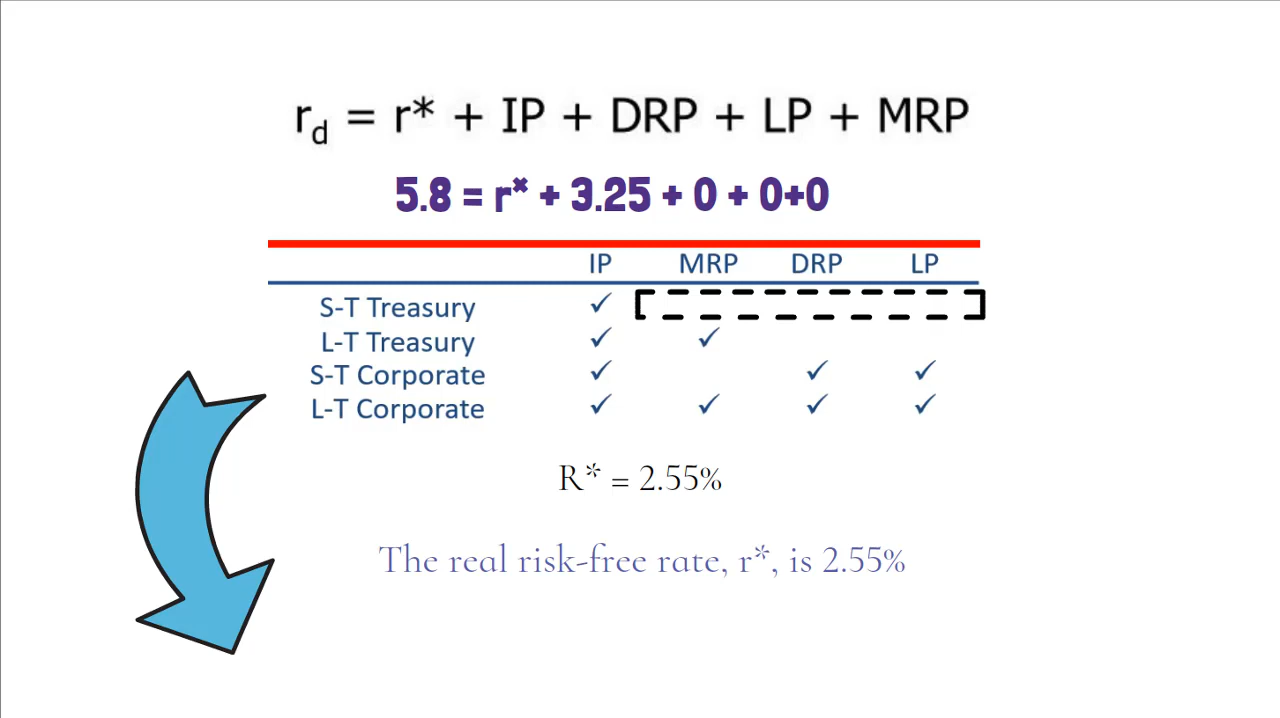 r_d = r* + IP + DRP + LP + MRP
5.8 = r* + 3.25 + 0 + 0+0
IP MRP DRP LP
S-T Treasury ✓
L-T Treasury ✓ ✓
S-T Corporate ✓ ✓ ✓
L-T Corporate ✓ ✓ ✓ ✓
R* = 2.55%
The real risk-free rate, r*, is 2.55%